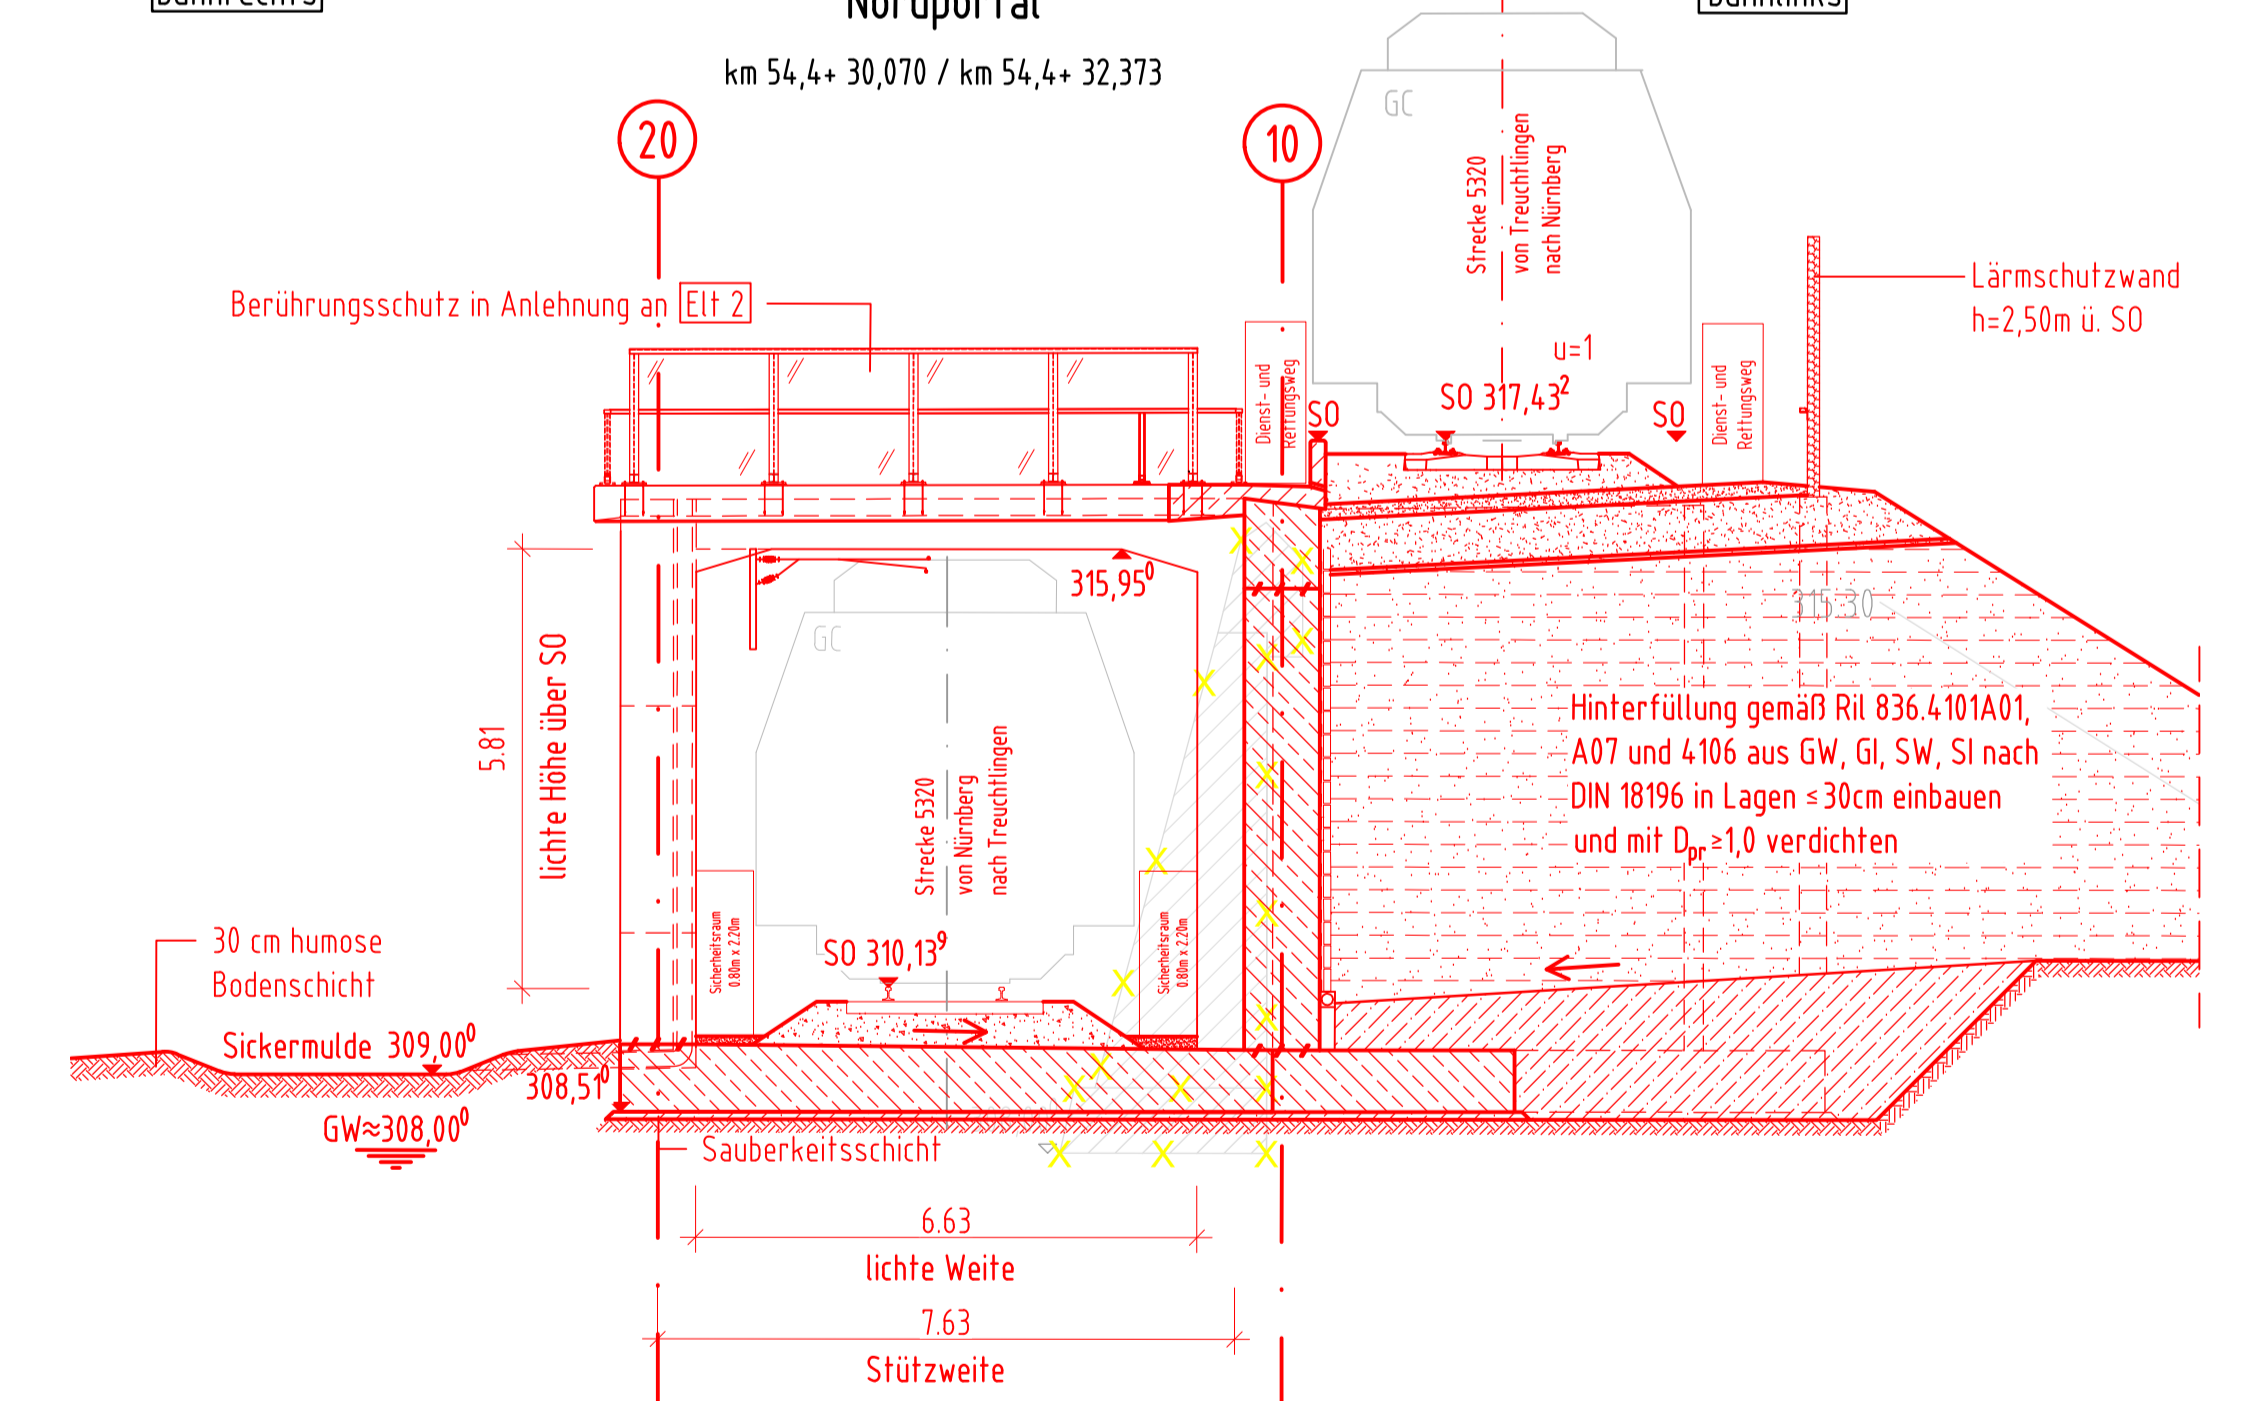 Bahnrechts
Nordportal
Bahnlinks
km 54,4+ 30,070 / km 54,4+ 32,373
20
10
GC
Strecke 5320
von Treuchtlingen
nach Nürnberg
Berührungsschutz in Anlehnung an Elt 2
Lärmschutzwand
h=2,50m ü. SO
u=1
SO 317,43²
SO
SO
Dienst- und
Rettungsweg
Dienst- und
Rettungsweg
315,95⁰
GC
315.30
5.81
lichte Höhe über SO
Strecke 5320
von Nürnberg
nach Treuchtlingen
Hinterfüllung gemäß Ril 836.4101A01,
A07 und 4106 aus GW, GI, SW, SI nach
DIN 18196 in Lagen ≤30cm einbauen
und mit Dpr≥1,0 verdichten
SO 310,13⁹
Sicherheitsraum
0.80m x 2.20m
Sicherheitsraum
0.80m x 2.20m
30 cm humose
Bodenschicht
Sickermulde 309,00⁰
308,51⁰
GW≈308,00⁰
Sauberkeitsschicht
6.63
lichte Weite
7.63
Stützweite